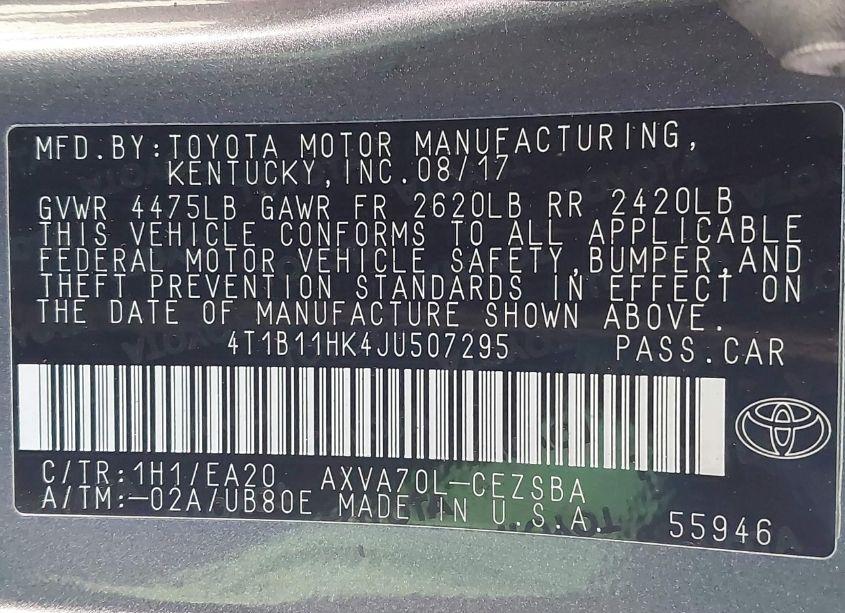 MFD.BY:TOYOTA MOTOR MANUFACTURING,
KENTUCKY,INC.08/17
GVWR 4475LB GAWR FR 2620LB RR 2420LB
THIS VEHICLE CONFORMS TO ALL APPLICABLE
FEDERAL MOTOR VEHICLE SAFETY,BUMPER,AND
THEFT PREVENTION STANDARDS IN EFFECT ON
THE DATE OF MANUFACTURE SHOWN ABOVE.
4T1B11HK4JU507295 PASS.CAR
C/TR:1H1/EA20 AXVA70L-CEZSBA
A/TM:-02A/UB80E MADE IN U.S.A.
55946